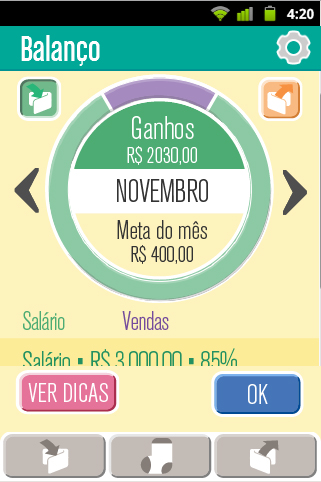 4:20
Balanço
Ganhos
R$ 2030,00
NOVEMBRO
Meta do mês
R$ 400,00
Salário Vendas
Salário • R$ 3.000,00 • 85%
VER DICAS OK